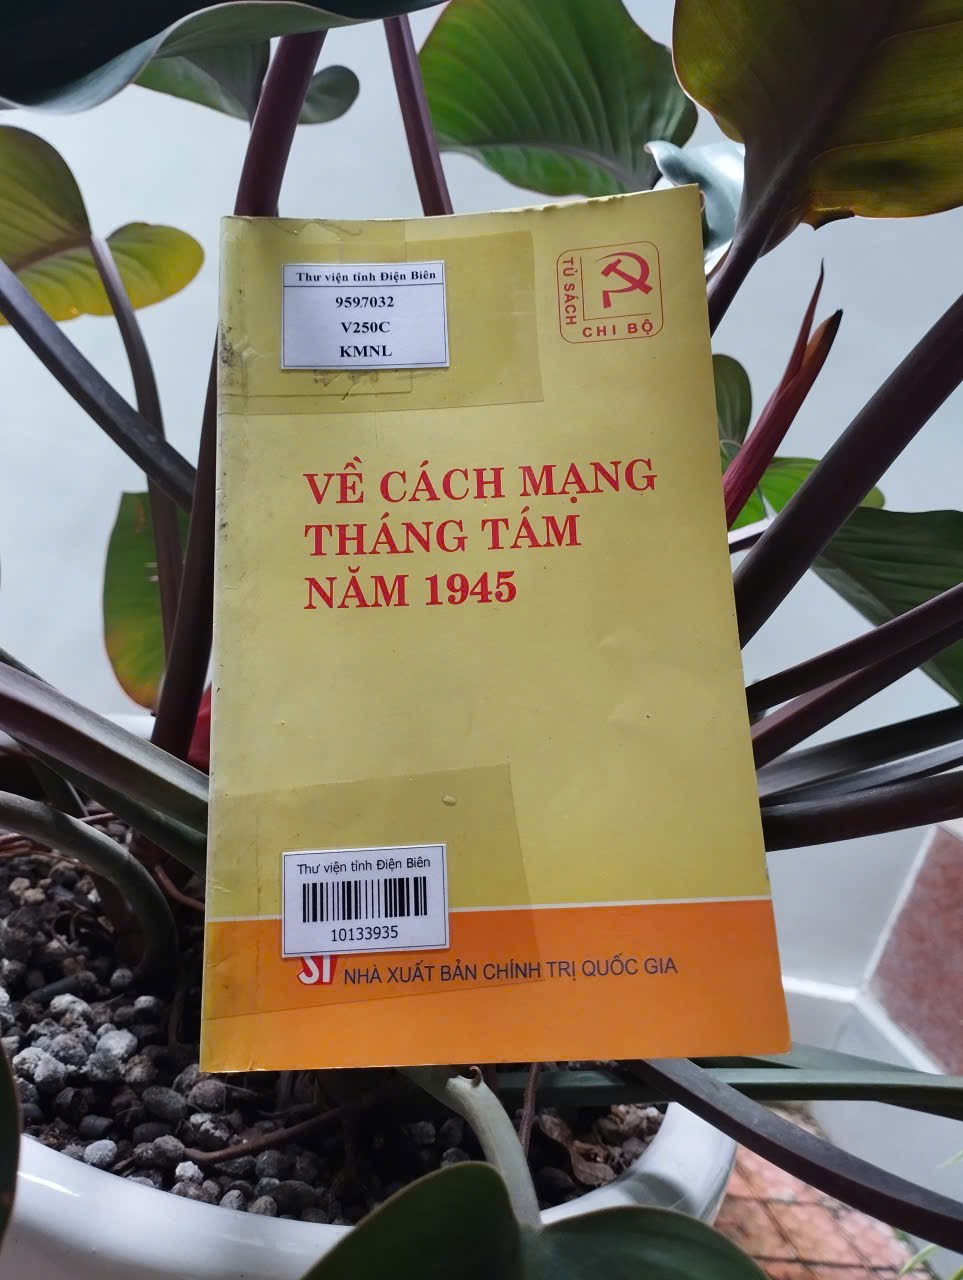 Thư viện tỉnh Điện Biên
9597032
V250C
KMNL
TỦ SÁCH
CHI BỘ
VỀ CÁCH MẠNG
THÁNG TÁM
NĂM 1945
Thư viện tỉnh Điện Biên
10133935
ST
NHÀ XUẤT BẢN CHÍNH TRỊ QUỐC GIA